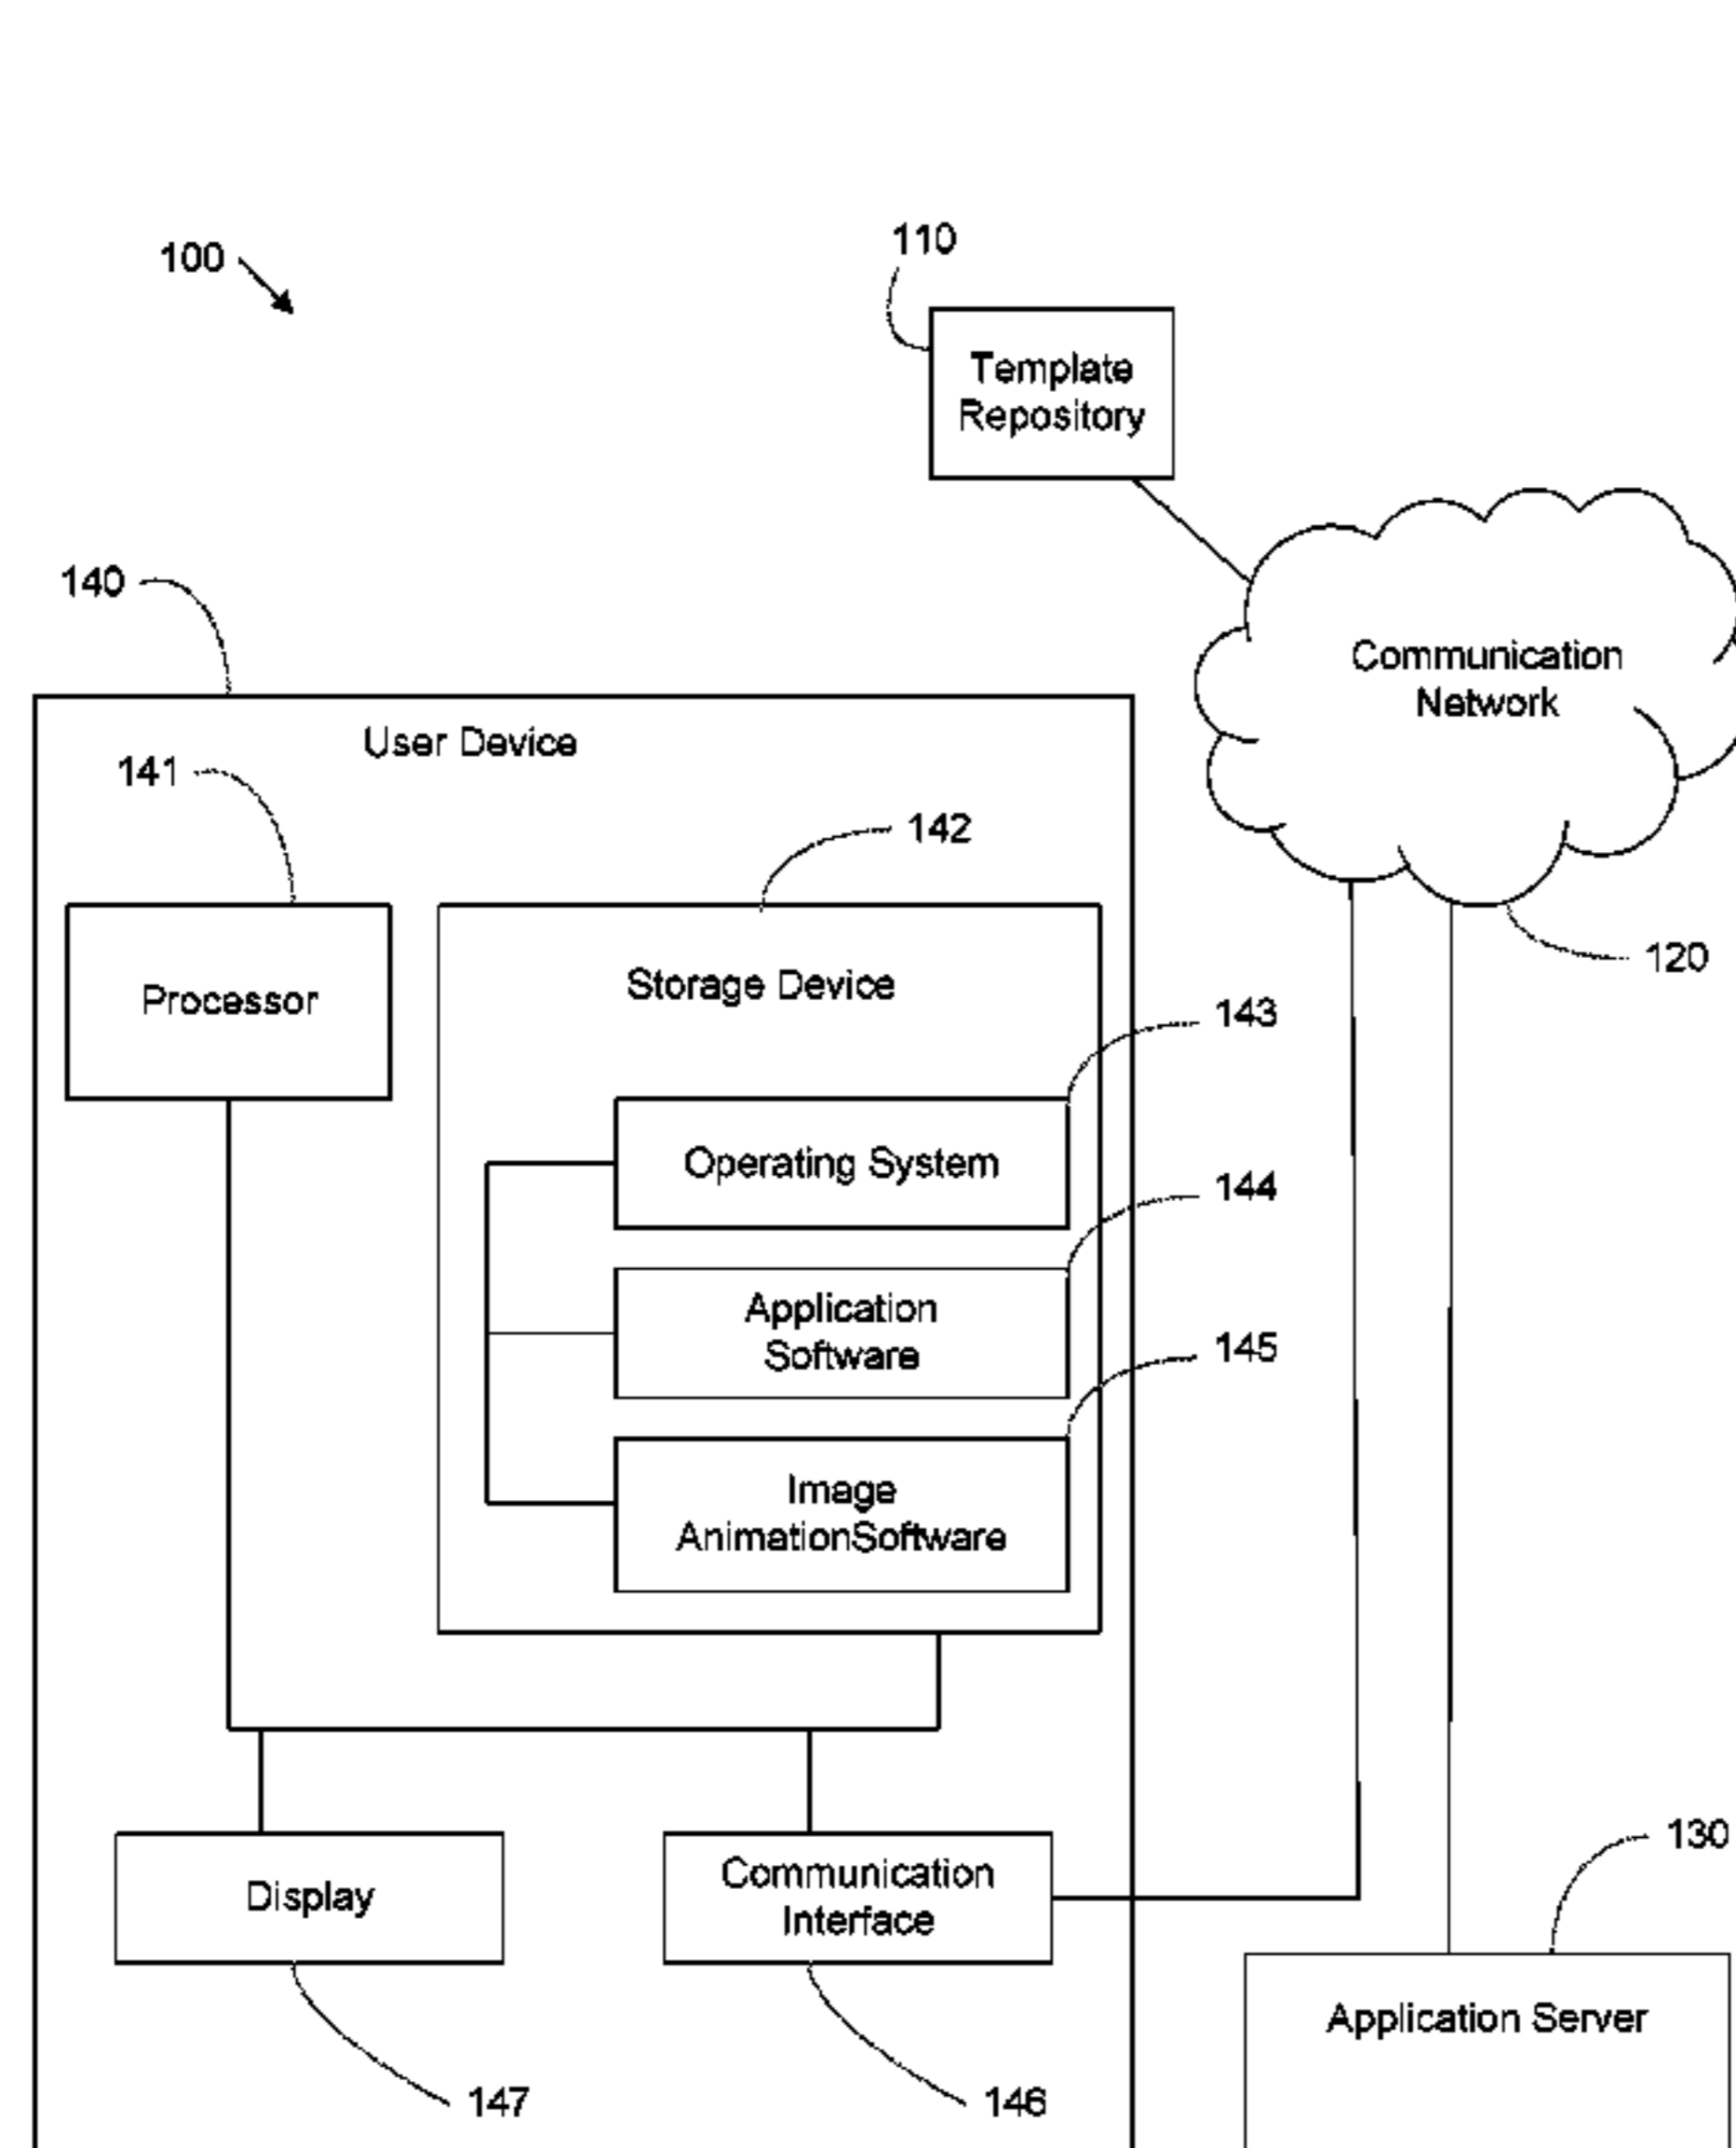 100
110
Template
Repository
140
Communication
Network
User Device
141
142
120
Processor
Storage Device
143
Operating System
144
Application
Software
145
Image
AnimationSoftware
130
Display
Communication
Interface
Application Server
147
146